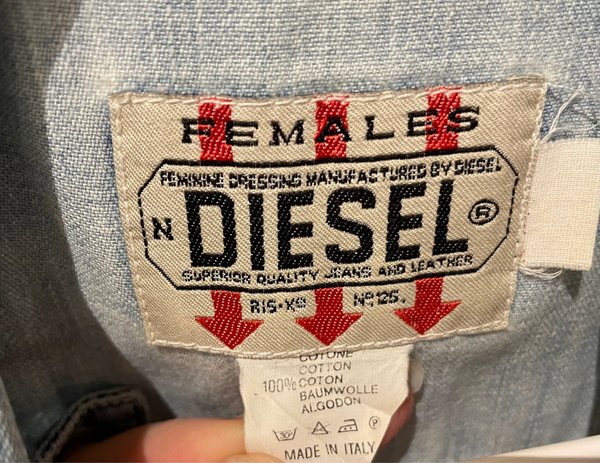 FEMALES
FEMININE DRESSING MANUFACTURED BY DIESEL
N DIESEL ®
SUPERIOR QUALITY JEANS AND LEATHER
RIS-X® Nº125.
COTONE
COTTON
100% COTON
BAUMWOLLE
ALGODON
MADE IN ITALY